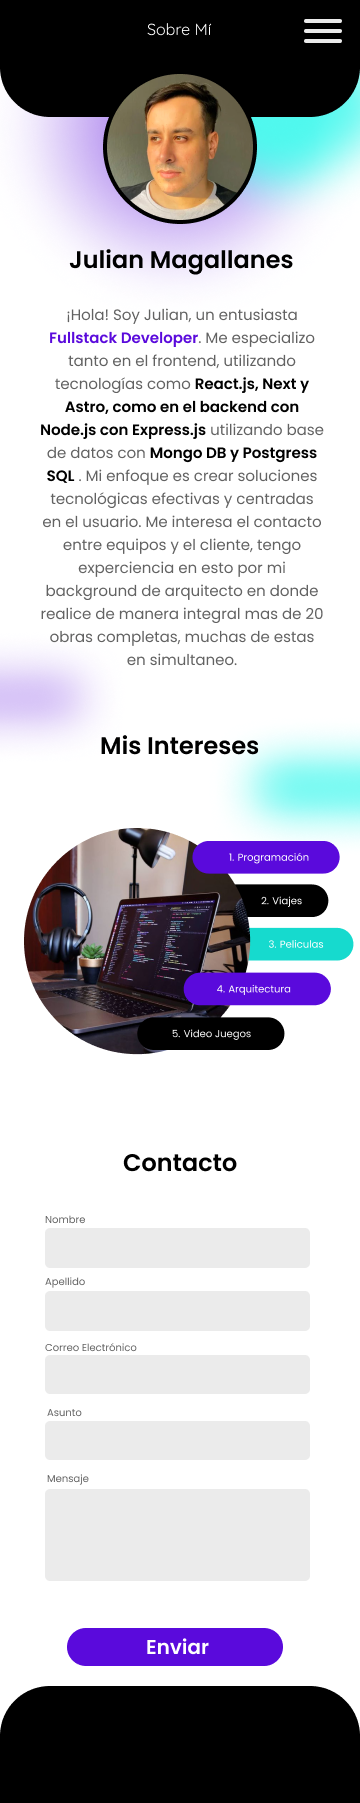 Sobre Mí
Julian Magallanes
¡Hola! Soy Julian, un entusiasta
Fullstack Developer. Me especializo
tanto en el frontend, utilizando
tecnologías como React.js, Next y
Astro, como en el backend con
Node.js con Express.js utilizando base
de datos con Mongo DB y Postgress
SQL . Mi enfoque es crear soluciones
tecnológicas efectivas y centradas
en el usuario. Me interesa el contacto
entre equipos y el cliente, tengo
experciencia en esto por mi
background de arquitecto en donde
realice de manera integral mas de 20
obras completas, muchas de estas
en simultaneo.
Mis Intereses
1. Programación
2. Viajes
3. Peliculas
4. Arquitectura
5. Video Juegos
Contacto
Nombre
Apellido
Correo Electrónico
Asunto
Mensaje
Enviar